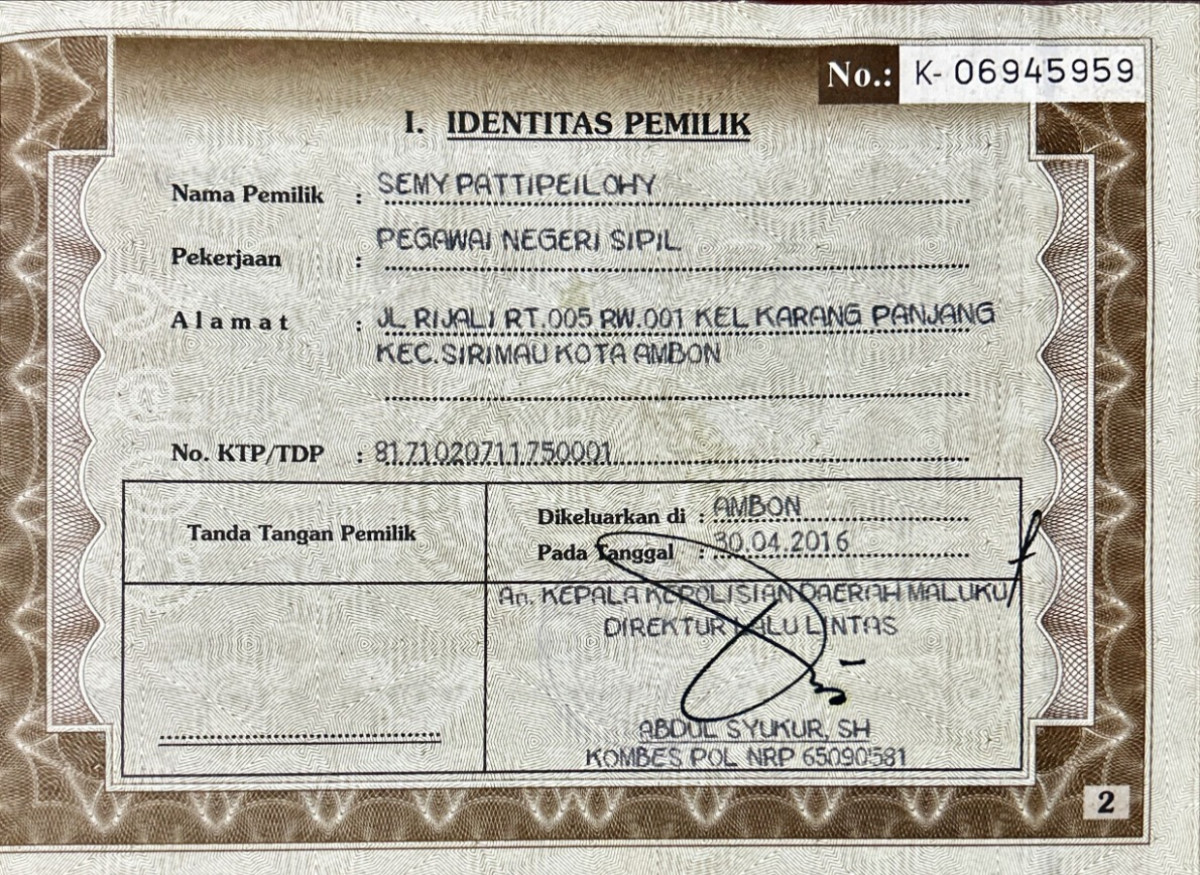 No.: K- 06945959
I. IDENTITAS PEMILIK
Nama Pemilik : SEMY PATTIPEILOHY
Pekerjaan : PEGAWAI NEGERI SIPIL
Alamat : JL RIJALI RT.005 RW.001 KEL KARANG PANJANG
KEC.SIRIMAU KOTA AMBON
No. KTP/TDP : 8171020711750001
Tanda Tangan Pemilik
Dikeluarkan di : AMBON
Pada Tanggal : 30.04.2016
An. KEPALA KEPOLISIAN DAERAH MALUKU
DIREKTUR LALU LINTAS
ABDUL SYUKUR, SH
KOMBES POL NRP 65090581
2